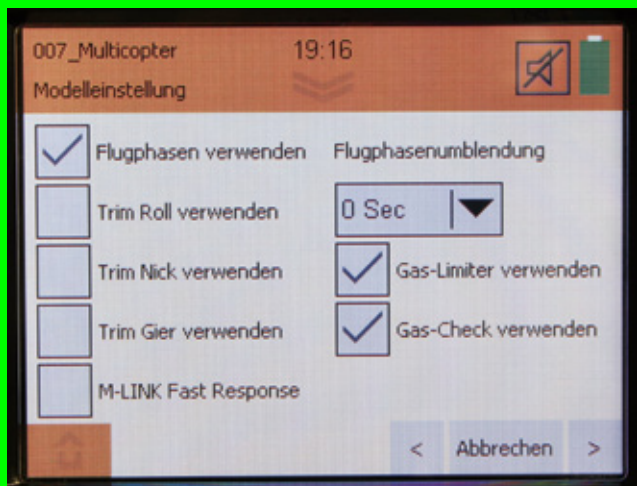 007_Multicopter 19:16
Modelleinstellung
Flugphasen verwenden Flugphasenumblendung
Trim Roll verwenden 0 Sec
Trim Nick verwenden Gas-Limiter verwenden
Trim Gier verwenden Gas-Check verwenden
M-LINK Fast Response
< Abbrechen >